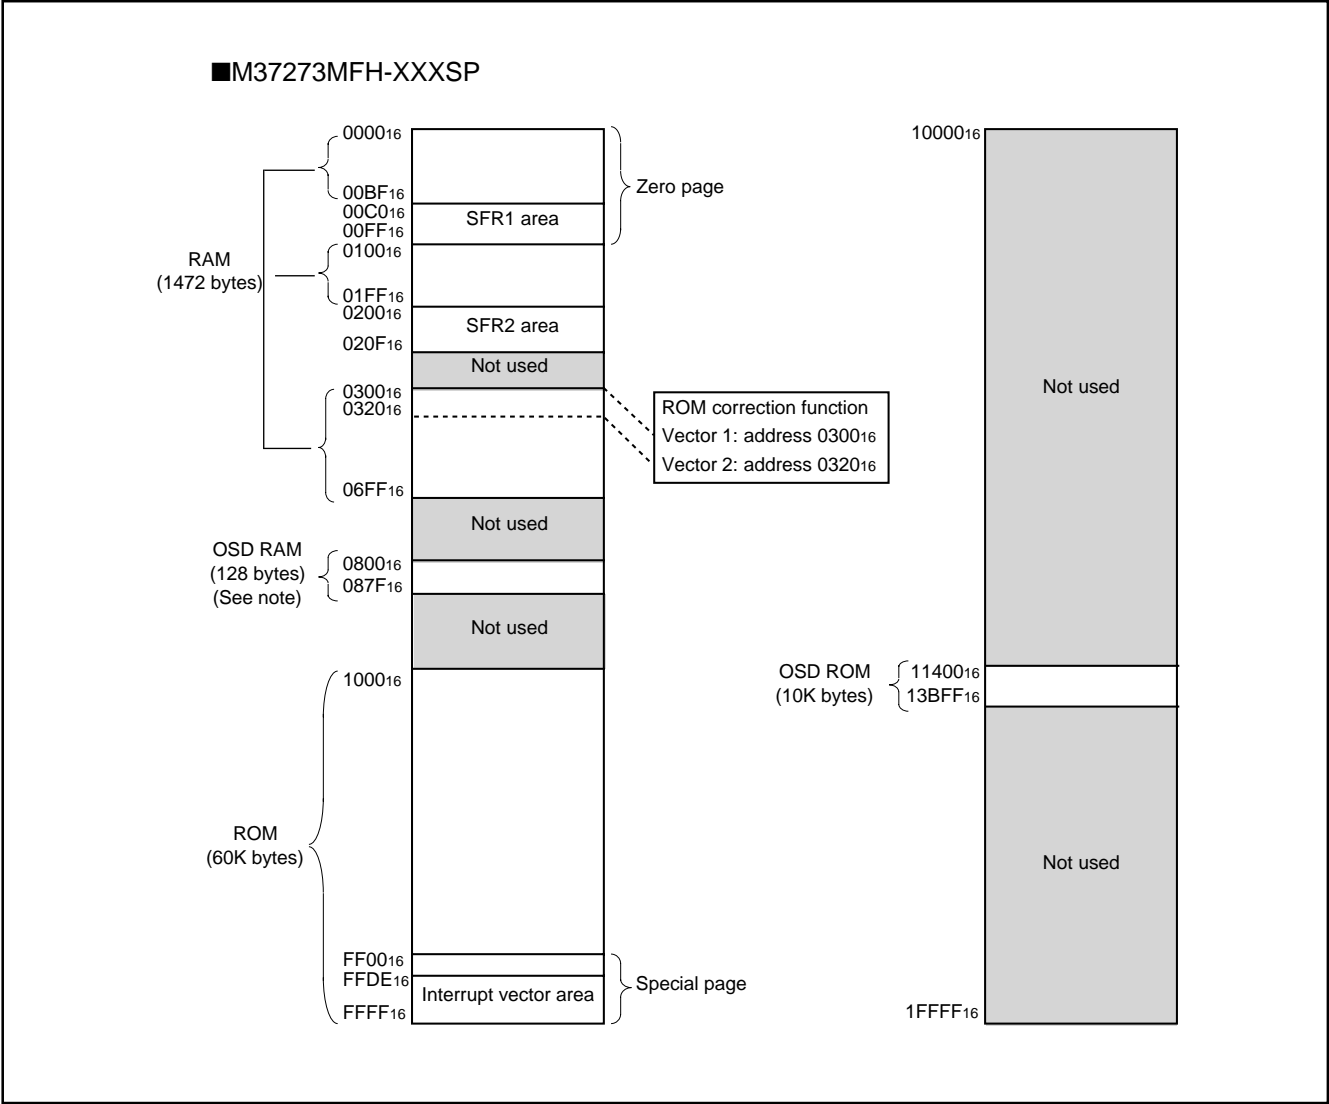 ■M37273MFH-XXXSP
0000₁₆
00BF₁₆
00C0₁₆
00FF₁₆
0100₁₆
01FF₁₆
0200₁₆
020F₁₆
0300₁₆
0320₁₆
06FF₁₆
0800₁₆
087F₁₆
1000₁₆
FF00₁₆
FFDE₁₆
FFFF₁₆
RAM
(1472 bytes)
OSD RAM
(128 bytes)
(See note)
ROM
(60K bytes)
SFR1 area
SFR2 area
Not used
Not used
Not used
Interrupt vector area
Zero page
ROM correction function
Vector 1: address 0300₁₆
Vector 2: address 0320₁₆
Special page
10000₁₆
Not used
OSD ROM
(10K bytes)
11400₁₆
13BFF₁₆
Not used
1FFFF₁₆